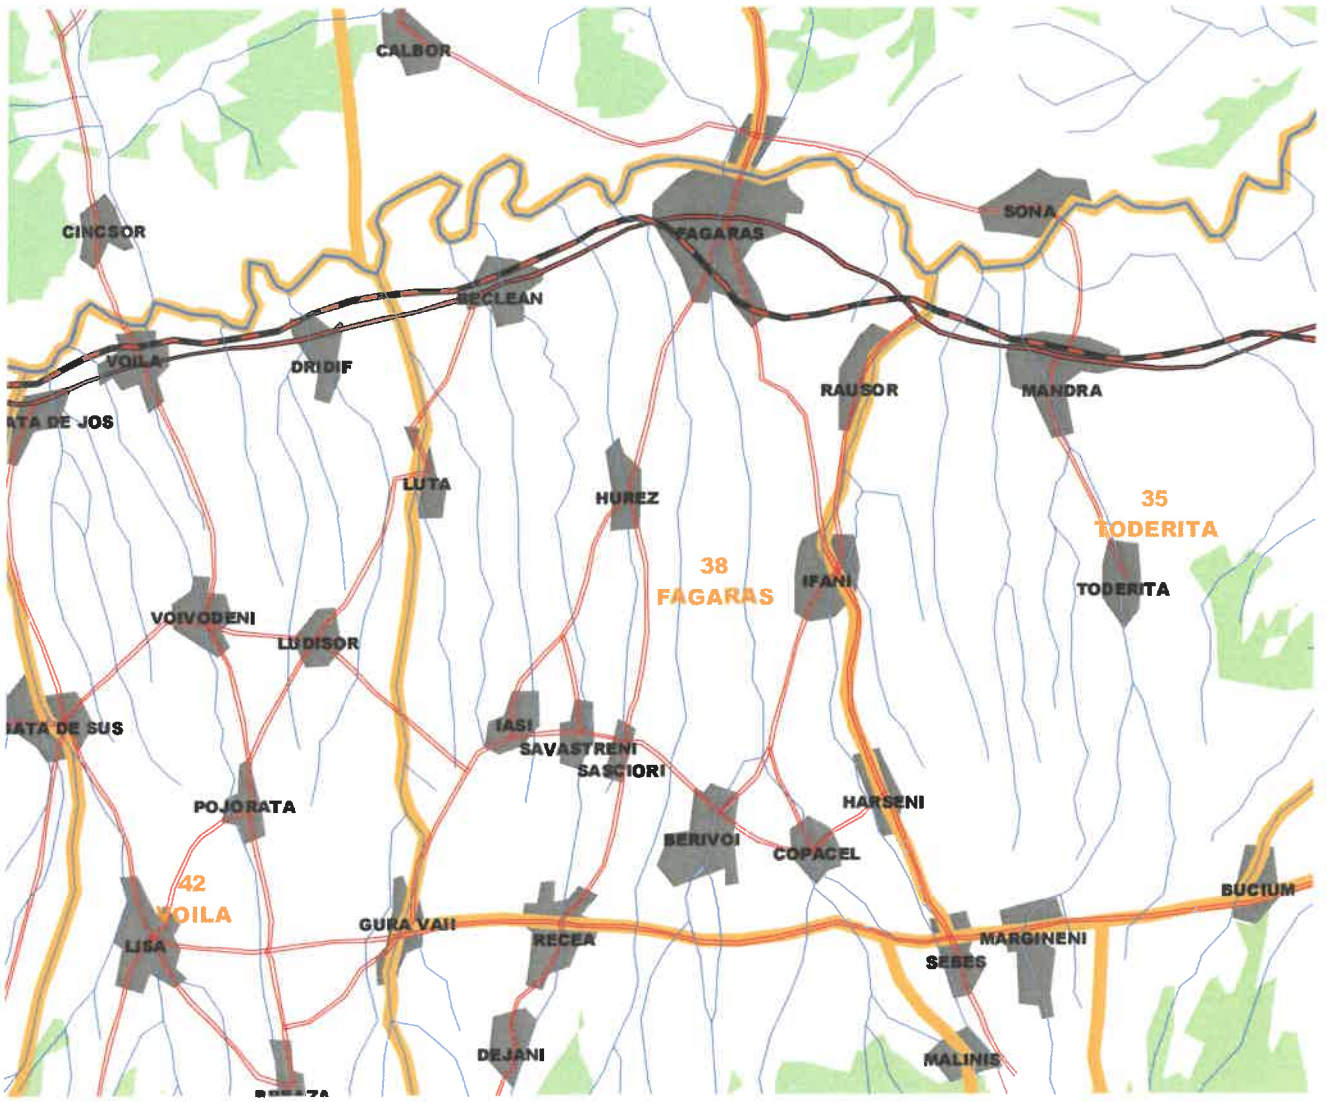 CALBOR
CINCSOR
SONA
FAGARAS
BECLEAN
VOILA
DRIDIF
RAUSOR
MANDRA
ATA DE JOS
LUTA
HUREZ
35
TODERITA
38
FAGARAS
IFANI
TODERITA
VOIVODENI
LUDISOR
BATA DE SUS
IASI
SAVASTRENI
SASCIORI
POJORATA
HARSENI
BERIVOI
COPACEL
42
VOILA
BUCIUM
GURA VAII
LISA
RECEA
MARGINENI
SEBES
DEJANI
MALINIS